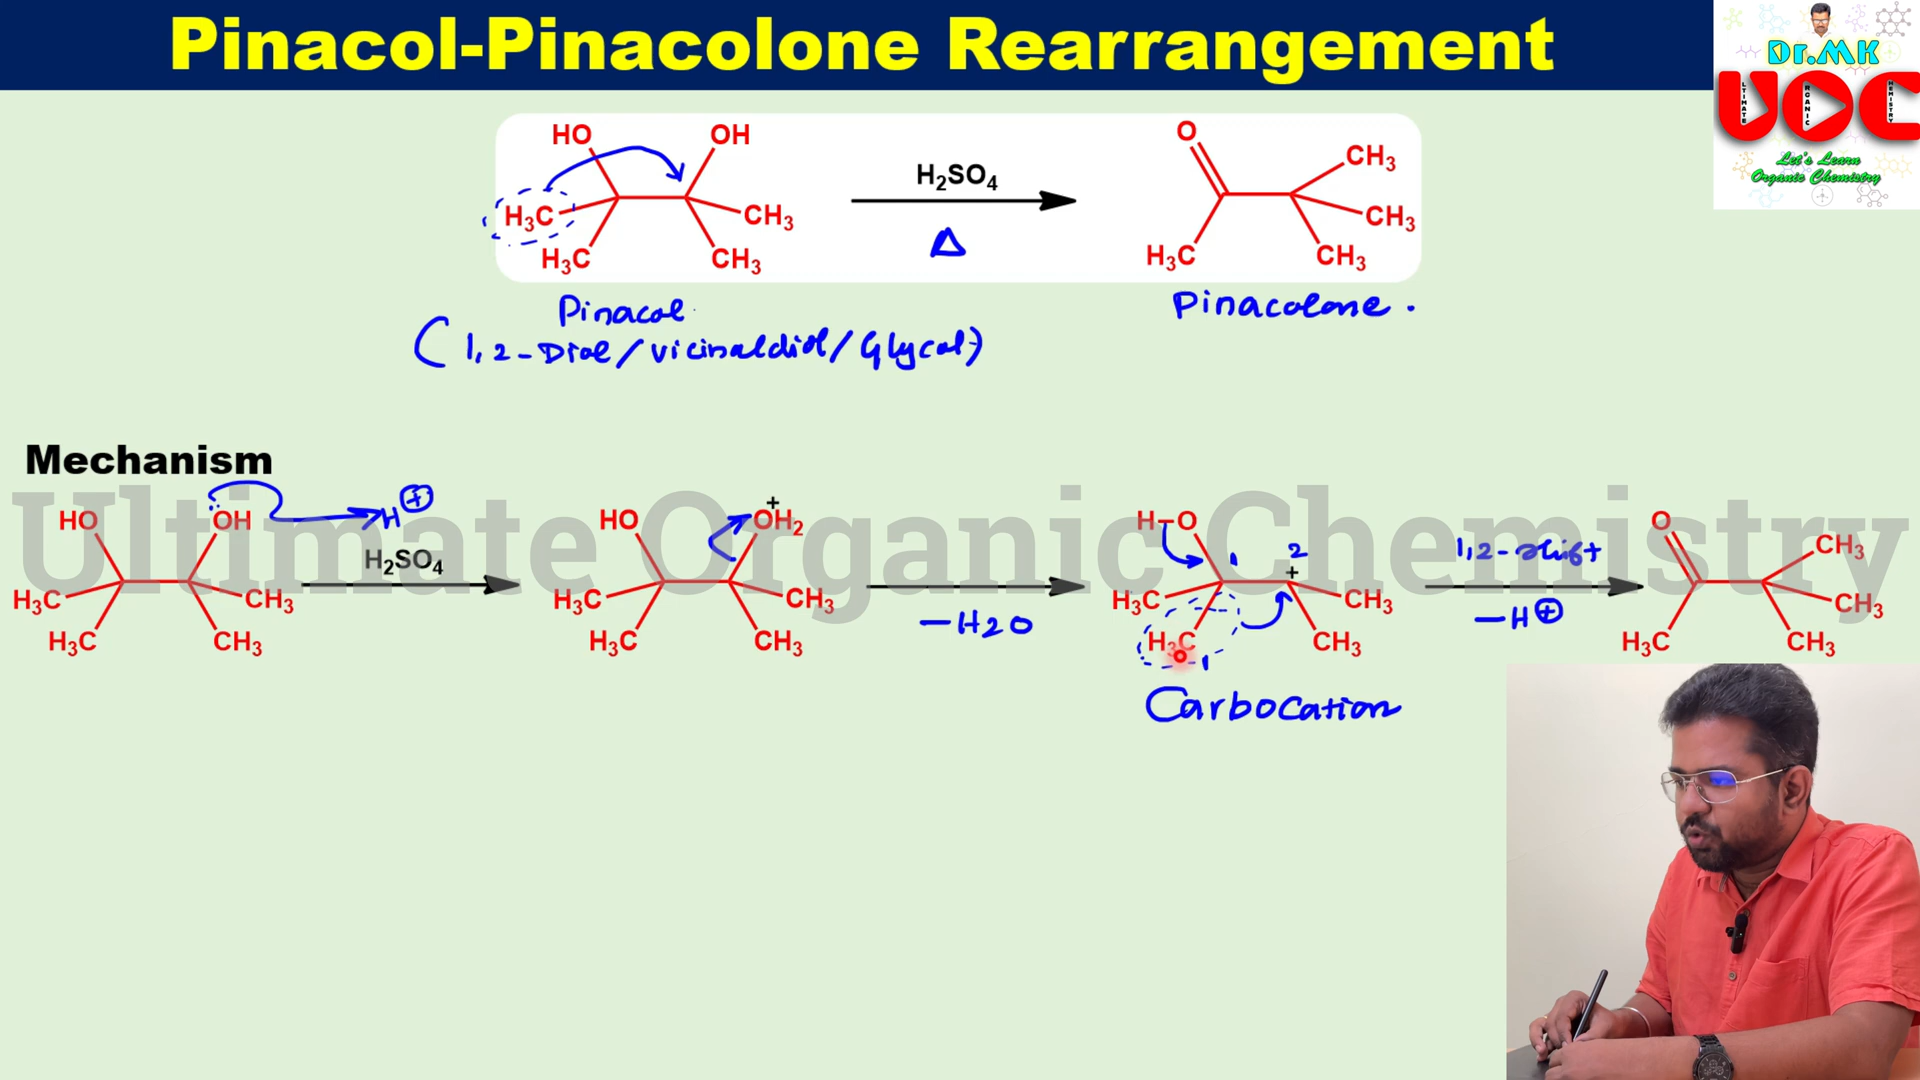 Pinacol-Pinacolone Rearrangement
Dr.MK
UOC
ULTIMATE ORGANIC CHEMISTRY
Let's Learn
Organic Chemistry
HO OH
H3C CH3
H3C CH3
H₂SO₄
Δ
O
CH3
CH3
H3C CH3
Pinacol
(1,2-Diol/vicinaldiol/Glycol)
Pinacolone.
Mechanism
Ultimate Organic Chemistry
HO OH H⊕
H3C CH3
H3C CH3
H₂SO₄
HO +OH2
H3C CH3
H3C CH3
-H2O
H-O
1 2
+
H3C CH3
H3C CH3
Carbocation
1,2-shift
-H⊕
O
CH3
CH3
H3C CH3